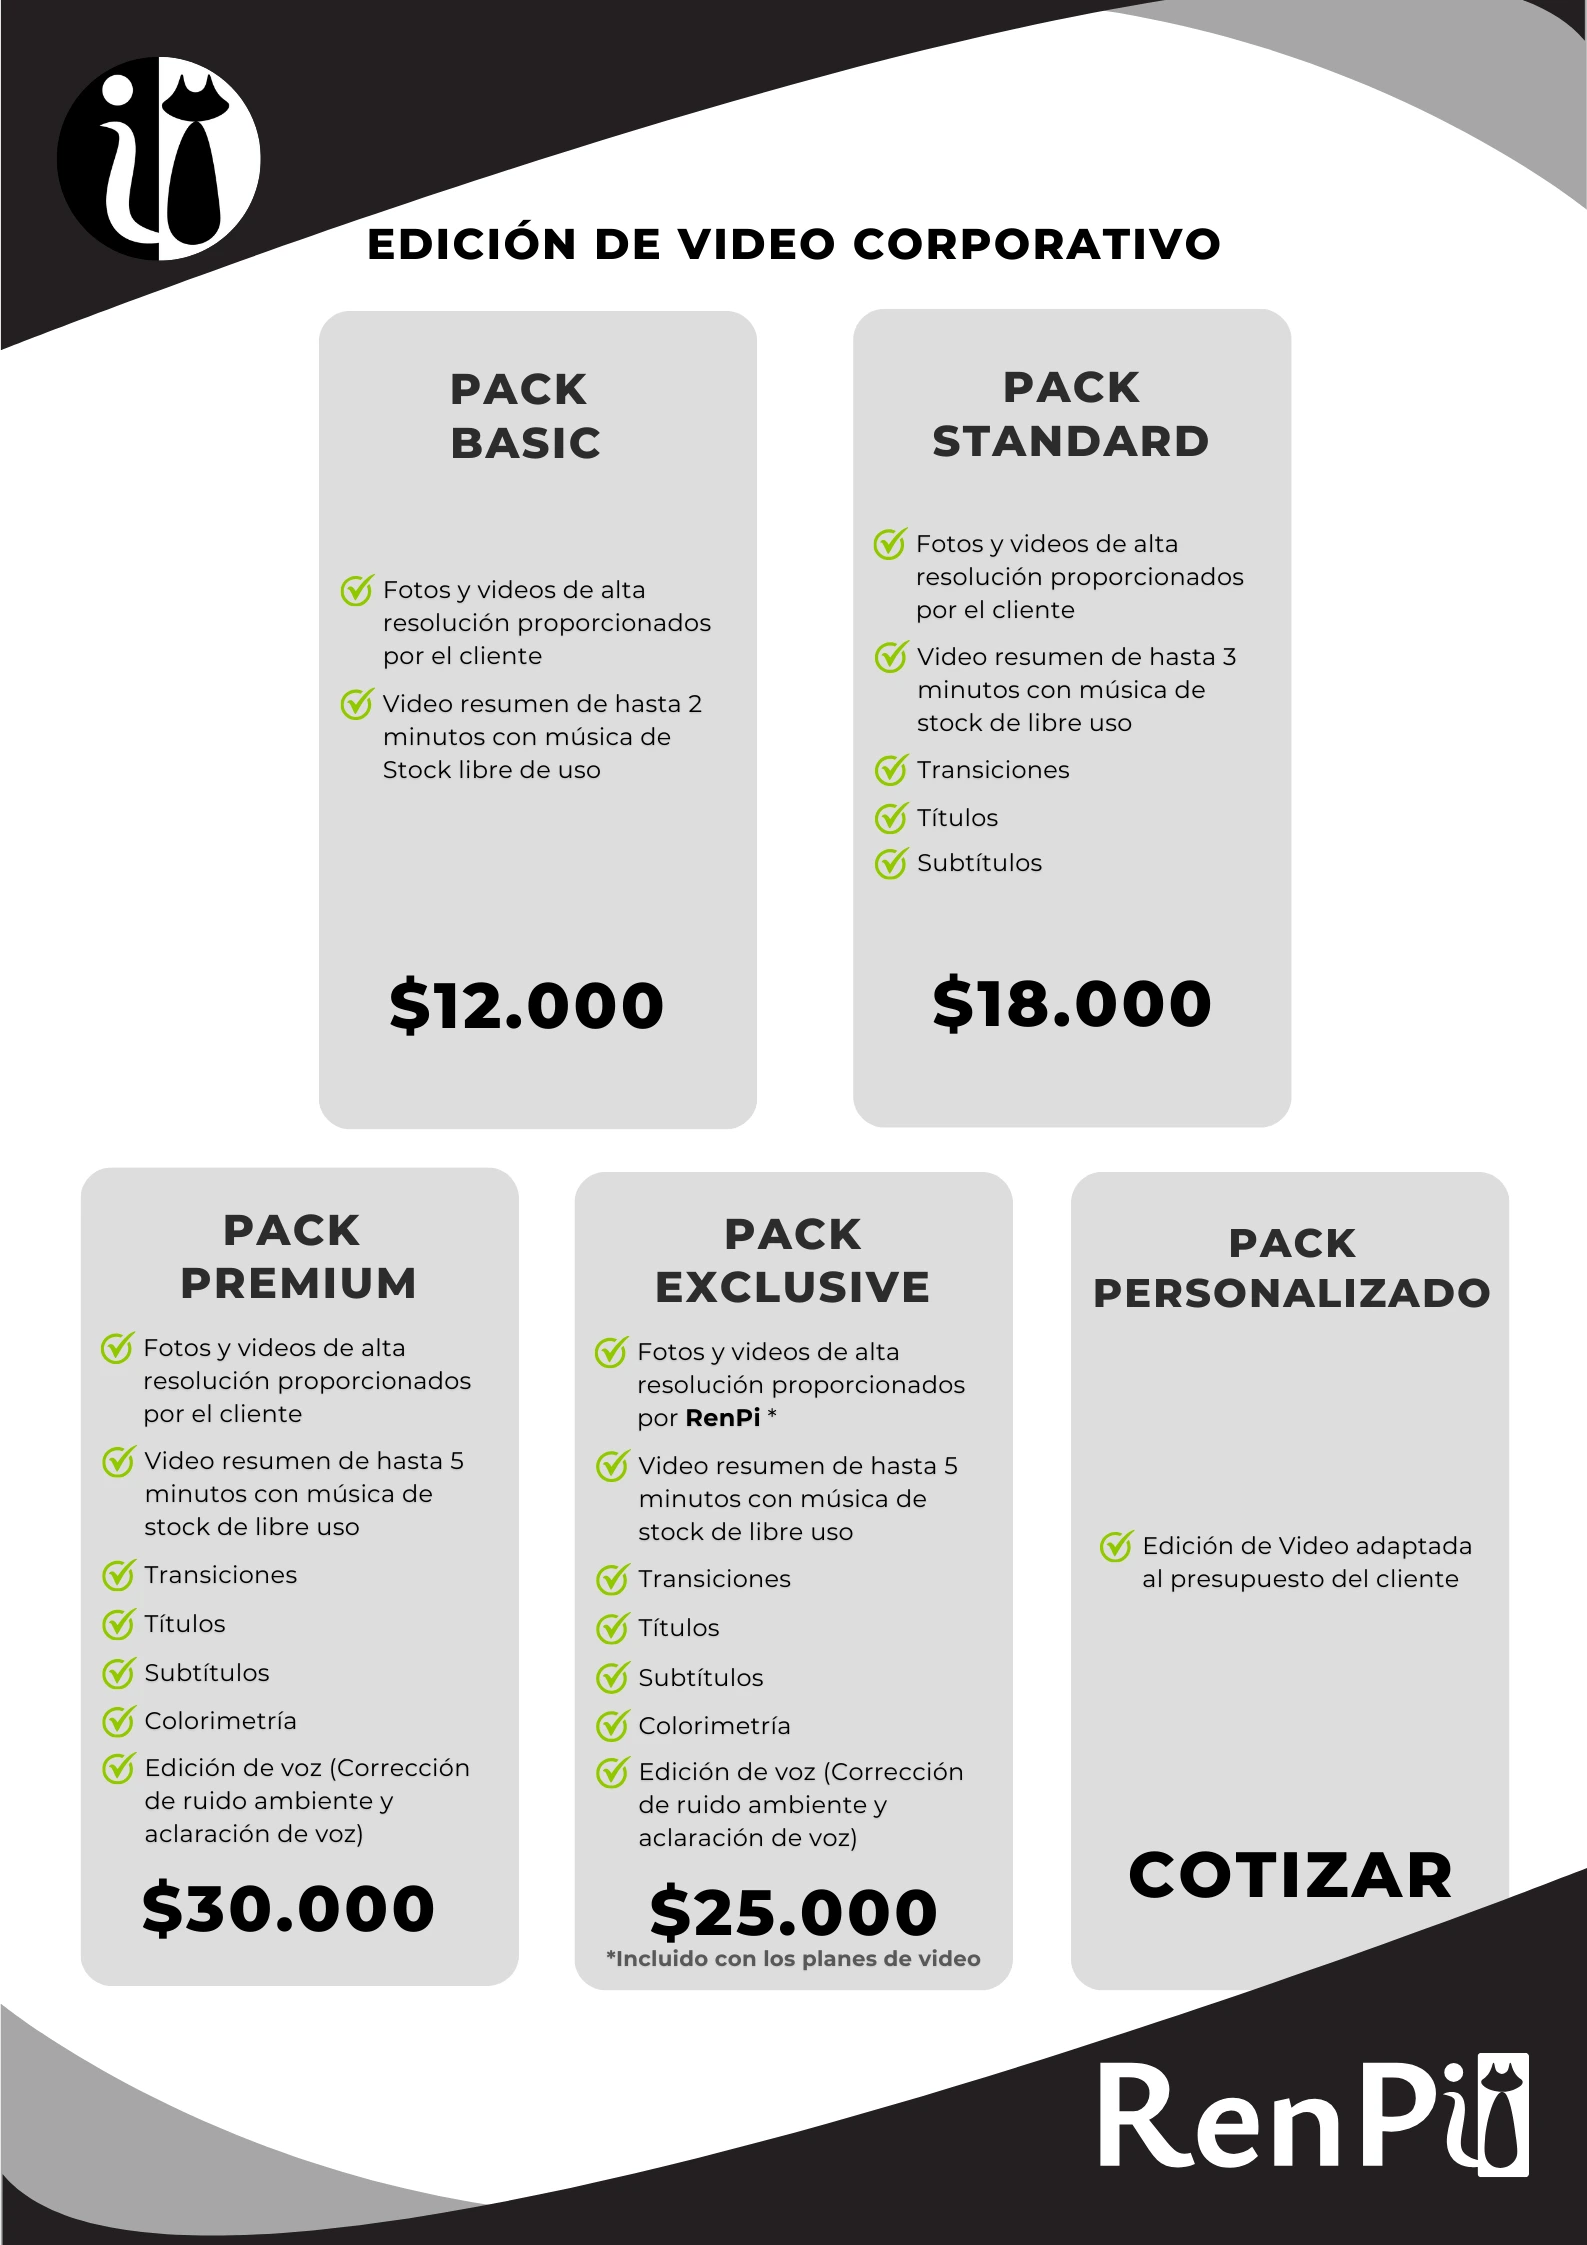 EDICIÓN DE VIDEO CORPORATIVO
PACK
BASIC
Fotos y videos de alta
resolución proporcionados
por el cliente
Video resumen de hasta 2
minutos con música de
Stock libre de uso
$12.000
PACK
STANDARD
Fotos y videos de alta
resolución proporcionados
por el cliente
Video resumen de hasta 3
minutos con música de
stock de libre uso
Transiciones
Títulos
Subtítulos
$18.000
PACK
PREMIUM
Fotos y videos de alta
resolución proporcionados
por el cliente
Video resumen de hasta 5
minutos con música de
stock de libre uso
Transiciones
Títulos
Subtítulos
Colorimetría
Edición de voz (Corrección
de ruido ambiente y
aclaración de voz)
$30.000
PACK
EXCLUSIVE
Fotos y videos de alta
resolución proporcionados
por RenPi *
Video resumen de hasta 5
minutos con música de
stock de libre uso
Transiciones
Títulos
Subtítulos
Colorimetría
Edición de voz (Corrección
de ruido ambiente y
aclaración de voz)
$25.000
*Incluido con los planes de video
PACK
PERSONALIZADO
Edición de Video adaptada
al presupuesto del cliente
COTIZAR
RenPi